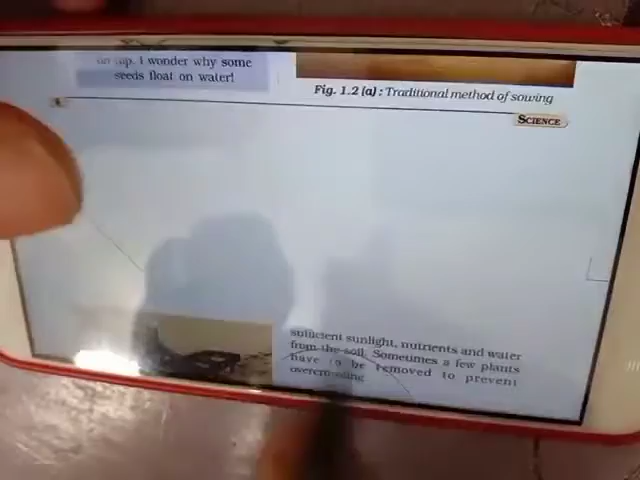 up. I wonder why some
seeds float on water!
Fig. 1.2 (a) : Traditional method of sowing
SCIENCE
sufficient sunlight, nutrients and water
from the soil. Sometimes a few plants
have to be removed to prevent
overcrowding